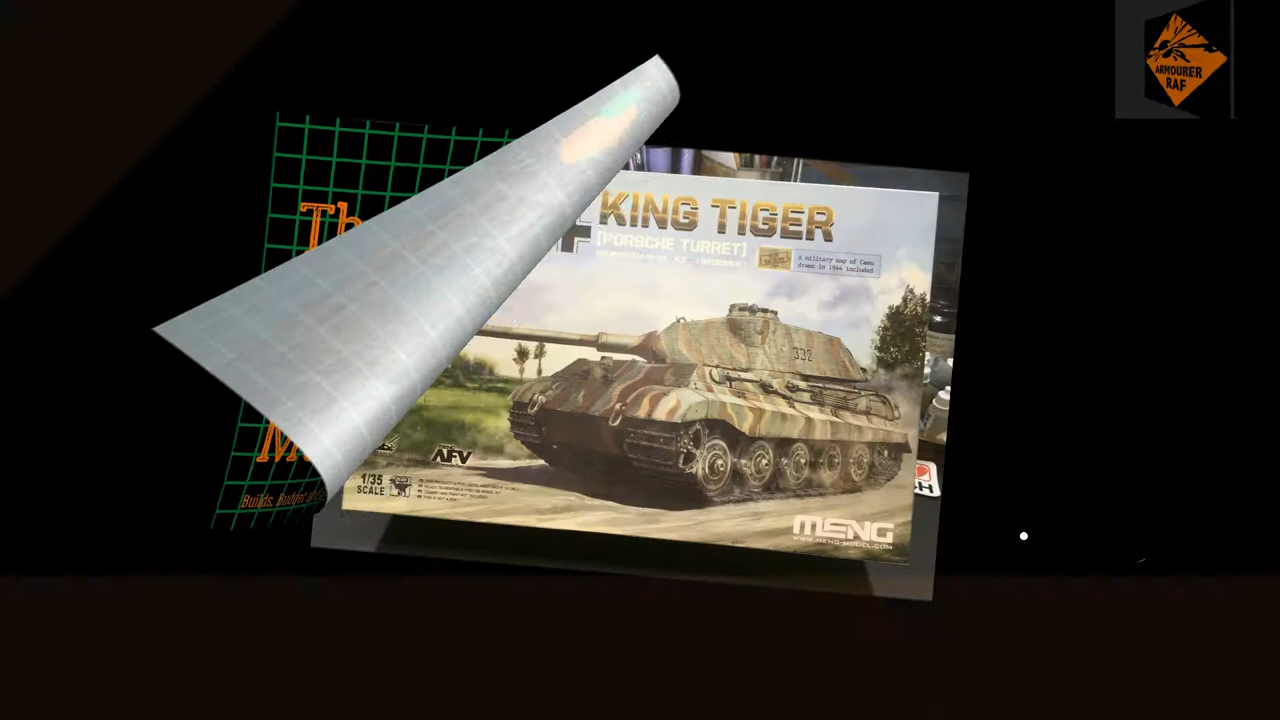 ARMOURER
RAF
Th
KING TIGER
[PORSCHE TURRET]
A military map of Caen
drawn in 1944 included
332
M
Builds, Budget
AFV
1/35
SCALE
MENG
WWW.MENG-MODEL.COM
H